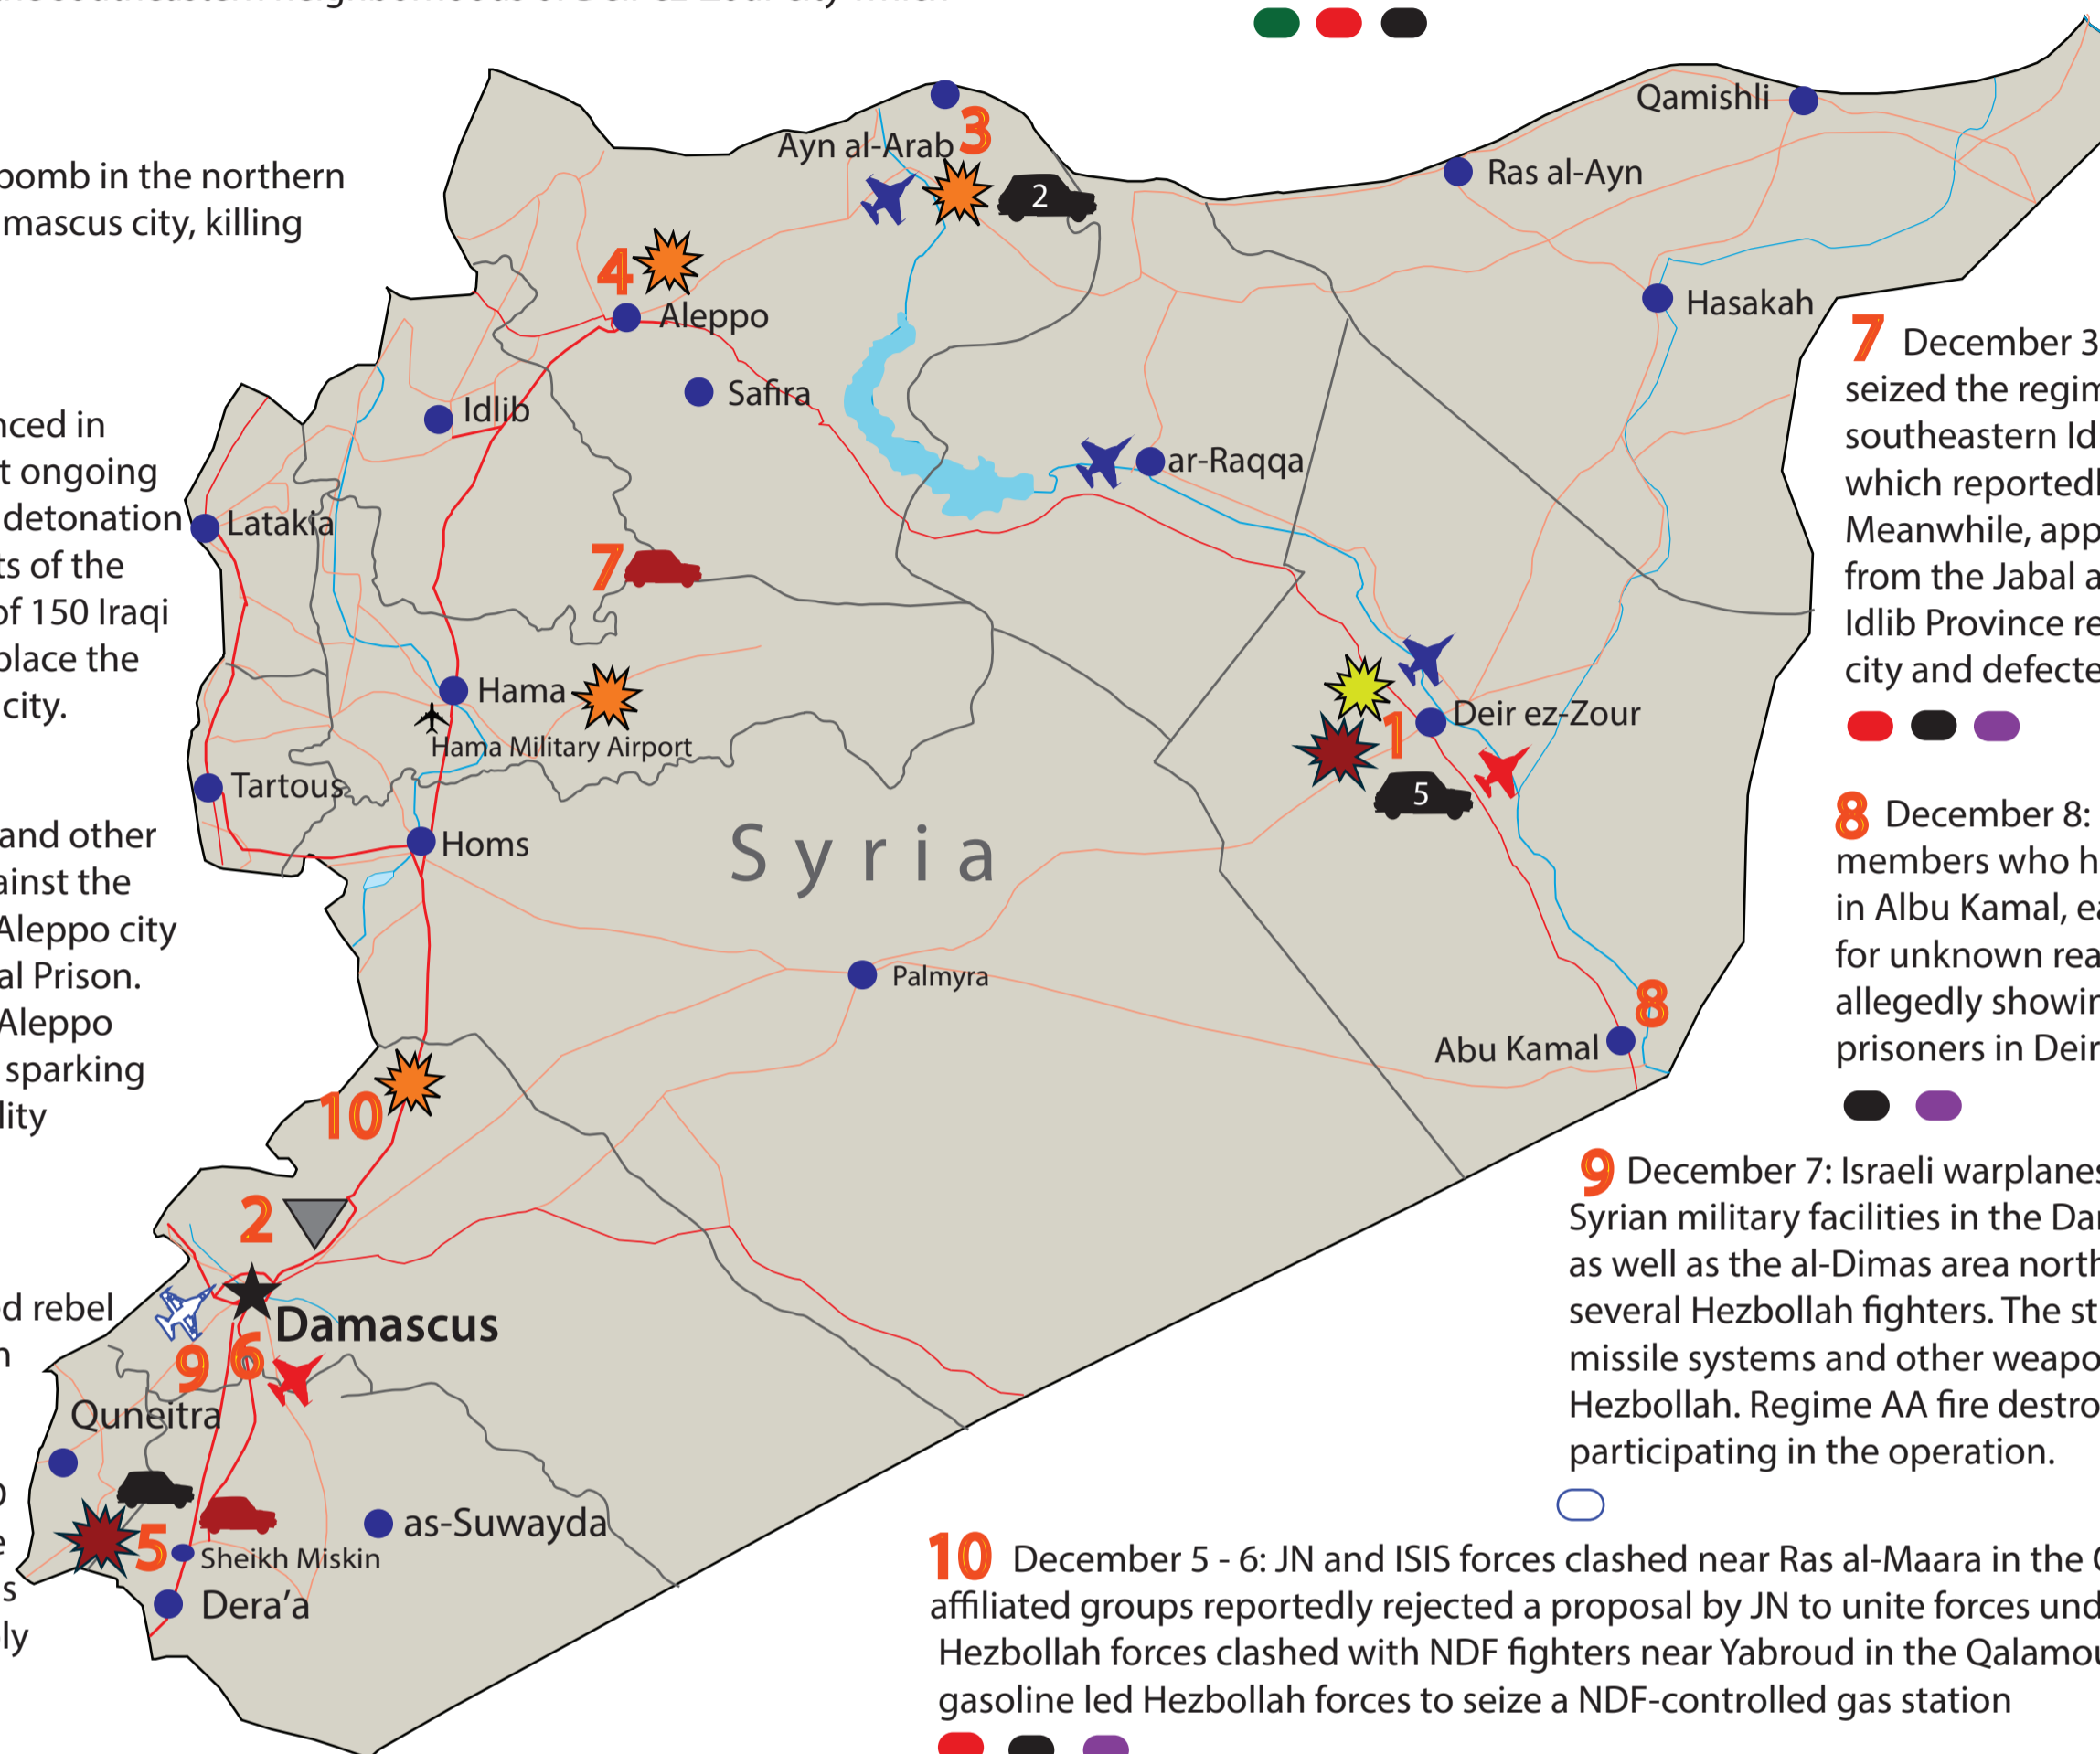 bomb in the northern
mascus city, killing
nced in
t ongoing
detonation
ts of the
of 150 Iraqi
place the
city.
and other
ainst the
Aleppo city
al Prison.
Aleppo
sparking
lity
d rebel
Qamishli
3
Ayn al-Arab
2
Ras al-Ayn
4
Aleppo
Hasakah
Safira
Idlib
ar-Raqqa
Latakia
7
Hama
Hama Military Airport
1
Deir ez-Zour
5
Tartous
Homs
Syria
Palmyra
8
Abu Kamal
10
2
Damascus
9 6
Quneitra
5
as-Suwayda
Sheikh Miskin
Dera'a
7 December 3
seized the regim
southeastern Id
which reportedl
Meanwhile, app
from the Jabal a
Idlib Province re
city and defecte
8 December 8:
members who h
in Albu Kamal, ea
for unknown rea
allegedly showin
prisoners in Deir
9 December 7: Israeli warplanes
Syrian military facilities in the Da
as well as the al-Dimas area north
several Hezbollah fighters. The st
missile systems and other weapo
Hezbollah. Regime AA fire destro
participating in the operation.
10 December 5 - 6: JN and ISIS forces clashed near Ras al-Maara in the
affiliated groups reportedly rejected a proposal by JN to unite forces und
Hezbollah forces clashed with NDF fighters near Yabroud in the Qalamou
gasoline led Hezbollah forces to seize a NDF-controlled gas station